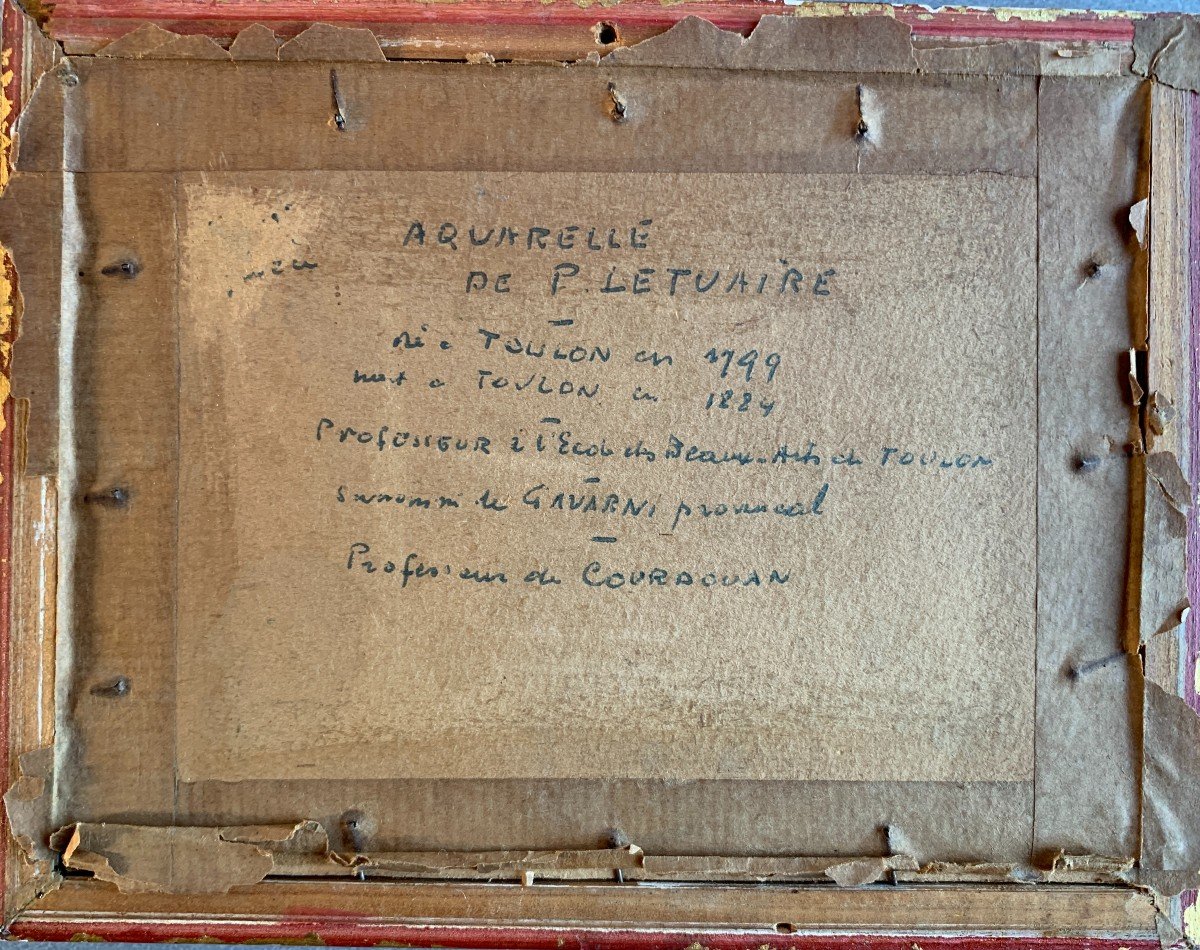 AQUARELLE
DE P. LETUAIRE
né à TOULON en 1799
mort à TOULON en 1884
PROFESSEUR à l'Ecole des Beaux-Arts de TOULON
surnommé le GAVARNI provençal
Professeur de COURDOUAN